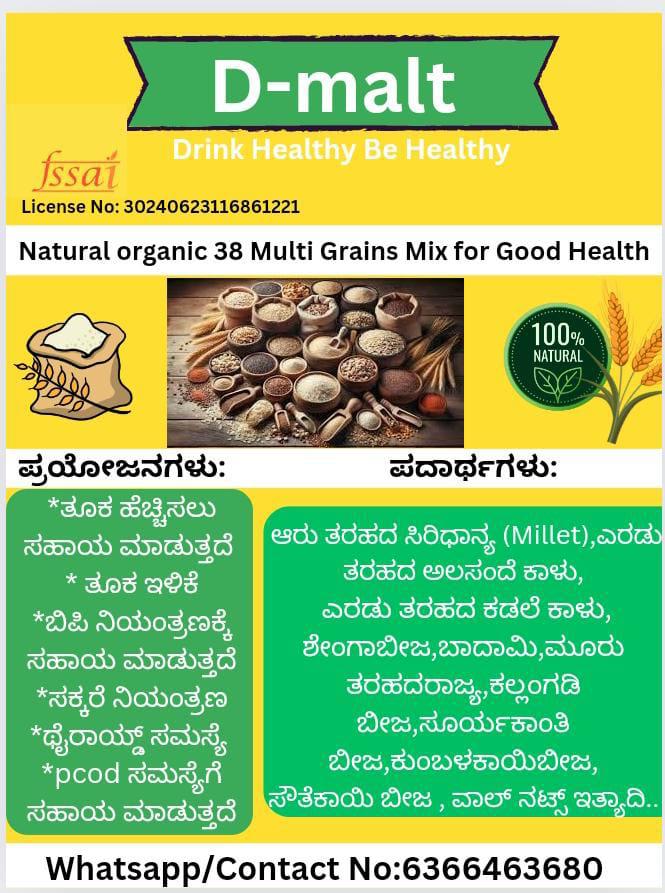 D-malt
Drink Healthy Be Healthy
fssai
License No: 30240623116861221
Natural organic 38 Multi Grains Mix for Good Health
100%
NATURAL
ಪ್ರಯೋಜನಗಳು:
ಪದಾರ್ಥಗಳು:
*ತೂಕ ಹೆಚ್ಚಿಸಲು
ಸಹಾಯ ಮಾಡುತ್ತದೆ
* ತೂಕ ಇಳಿಕೆ
*ಬಿಪಿ ನಿಯಂತ್ರಣಕ್ಕೆ
ಸಹಾಯ ಮಾಡುತ್ತದೆ
*ಸಕ್ಕರೆ ನಿಯಂತ್ರಣ
*ಥೈರಾಯ್ಡ್ ಸಮಸ್ಯೆ
*pcod ಸಮಸ್ಯೆಗೆ
ಸಹಾಯ ಮಾಡುತ್ತದೆ
ಆರು ತರಹದ ಸಿರಿಧಾನ್ಯ (Millet),ಎರಡು
ತರಹದ ಅಲಸಂದೆ ಕಾಳು,
ಎರಡು ತರಹದ ಕಡಲೆ ಕಾಳು,
ಶೇಂಗಾಬೀಜ,ಬಾದಾಮಿ,ಮೂರು
ತರಹದರಾಜ್ಯ,ಕಲ್ಲಂಗಡಿ
ಬೀಜ,ಸೂರ್ಯಕಾಂತಿ
ಬೀಜ,ಕುಂಬಳಕಾಯಿಬೀಜ,
ಸೌತೆಕಾಯಿ ಬೀಜ , ವಾಲ್ ನಟ್ಸ್ ಇತ್ಯಾದಿ..
Whatsapp/Contact No:6366463680